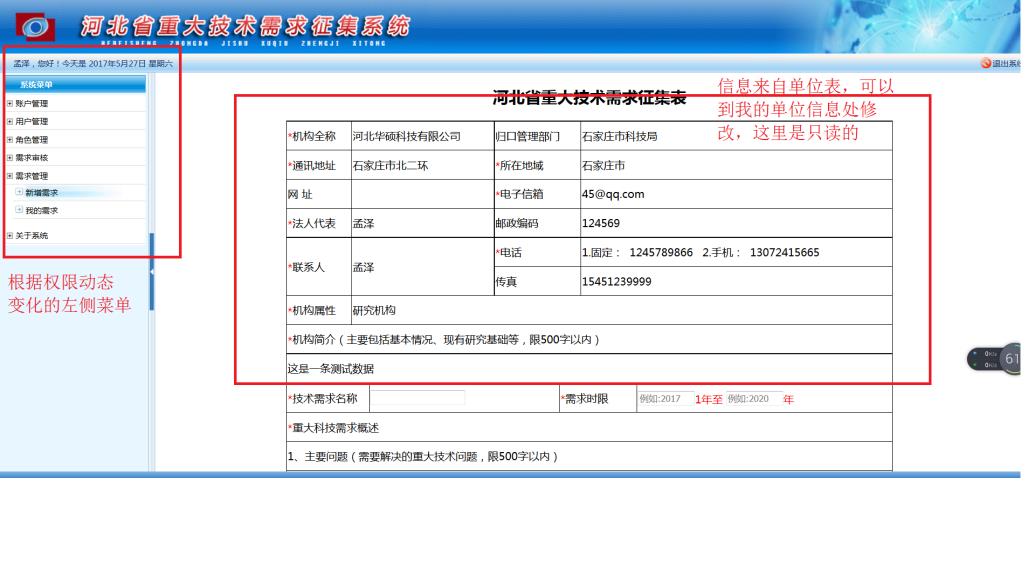 河北省重大技术需求征集系统
HEBEISHENG ZHONGDA JISHU XUQIU ZHENGJI XITONG
孟泽，您好！今天是 2017年5月27日 星期六
退出系统
系统菜单
账户管理
用户管理
角色管理
需求审核
需求管理
新增需求
我的需求
关于系统
根据权限动态
变化的左侧菜单
信息来自单位表，可以
到我的单位信息处修
改，这里是只读的
河北省重大技术需求征集表
*机构全称 河北华硕科技有限公司 归口管理部门 石家庄市科技局
*通讯地址 石家庄市北二环 *所在地域 石家庄市
网 址 *电子信箱 45@qq.com
*法人代表 孟泽 邮政编码 124569
*联系人 孟泽 *电话 1.固定： 1245789866 2.手机： 13072415665
传真 15451239999
*机构属性 研究机构
*机构简介（主要包括基本情况、现有研究基础等，限500字以内）
这是一条测试数据
*技术需求名称 *需求时限 例如:2017 1年至 例如:2020 年
*重大科技需求概述
1、主要问题（需要解决的重大技术问题，限500字以内）
0K/s
0K/s
61